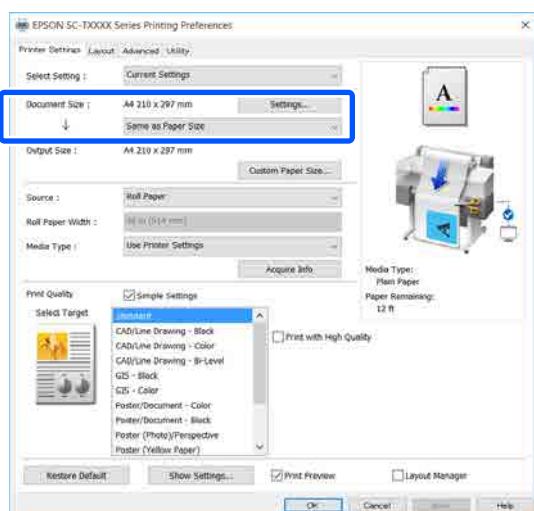 EPSON SC-TXXXX Series Printing Preferences
Printer Settings Layout Advanced Utility
Select Setting : Current Settings
Document Size : A4 210 x 297 mm Settings...
Same as Paper Size
Output Size : A4 210 x 297 mm
Custom Paper Size...
Source : Roll Paper
Roll Paper Width :
Media Type : Use Printer Settings
Acquire Info
A
Media Type:
Plain Paper
Paper Remaining:
12 ft
Print Quality Simple Settings
Select Target
Standard
CAD/Line Drawing - Black
CAD/Line Drawing - Color
CAD/Line Drawing - Bi-Level
GIS - Black
GIS - Color
Poster/Document - Color
Poster/Document - Black
Poster (Photo)/Perspective
Poster (Yellow Paper)
Print with High Quality
Restore Default Show Settings... Print Preview Layout Manager
OK Cancel Help